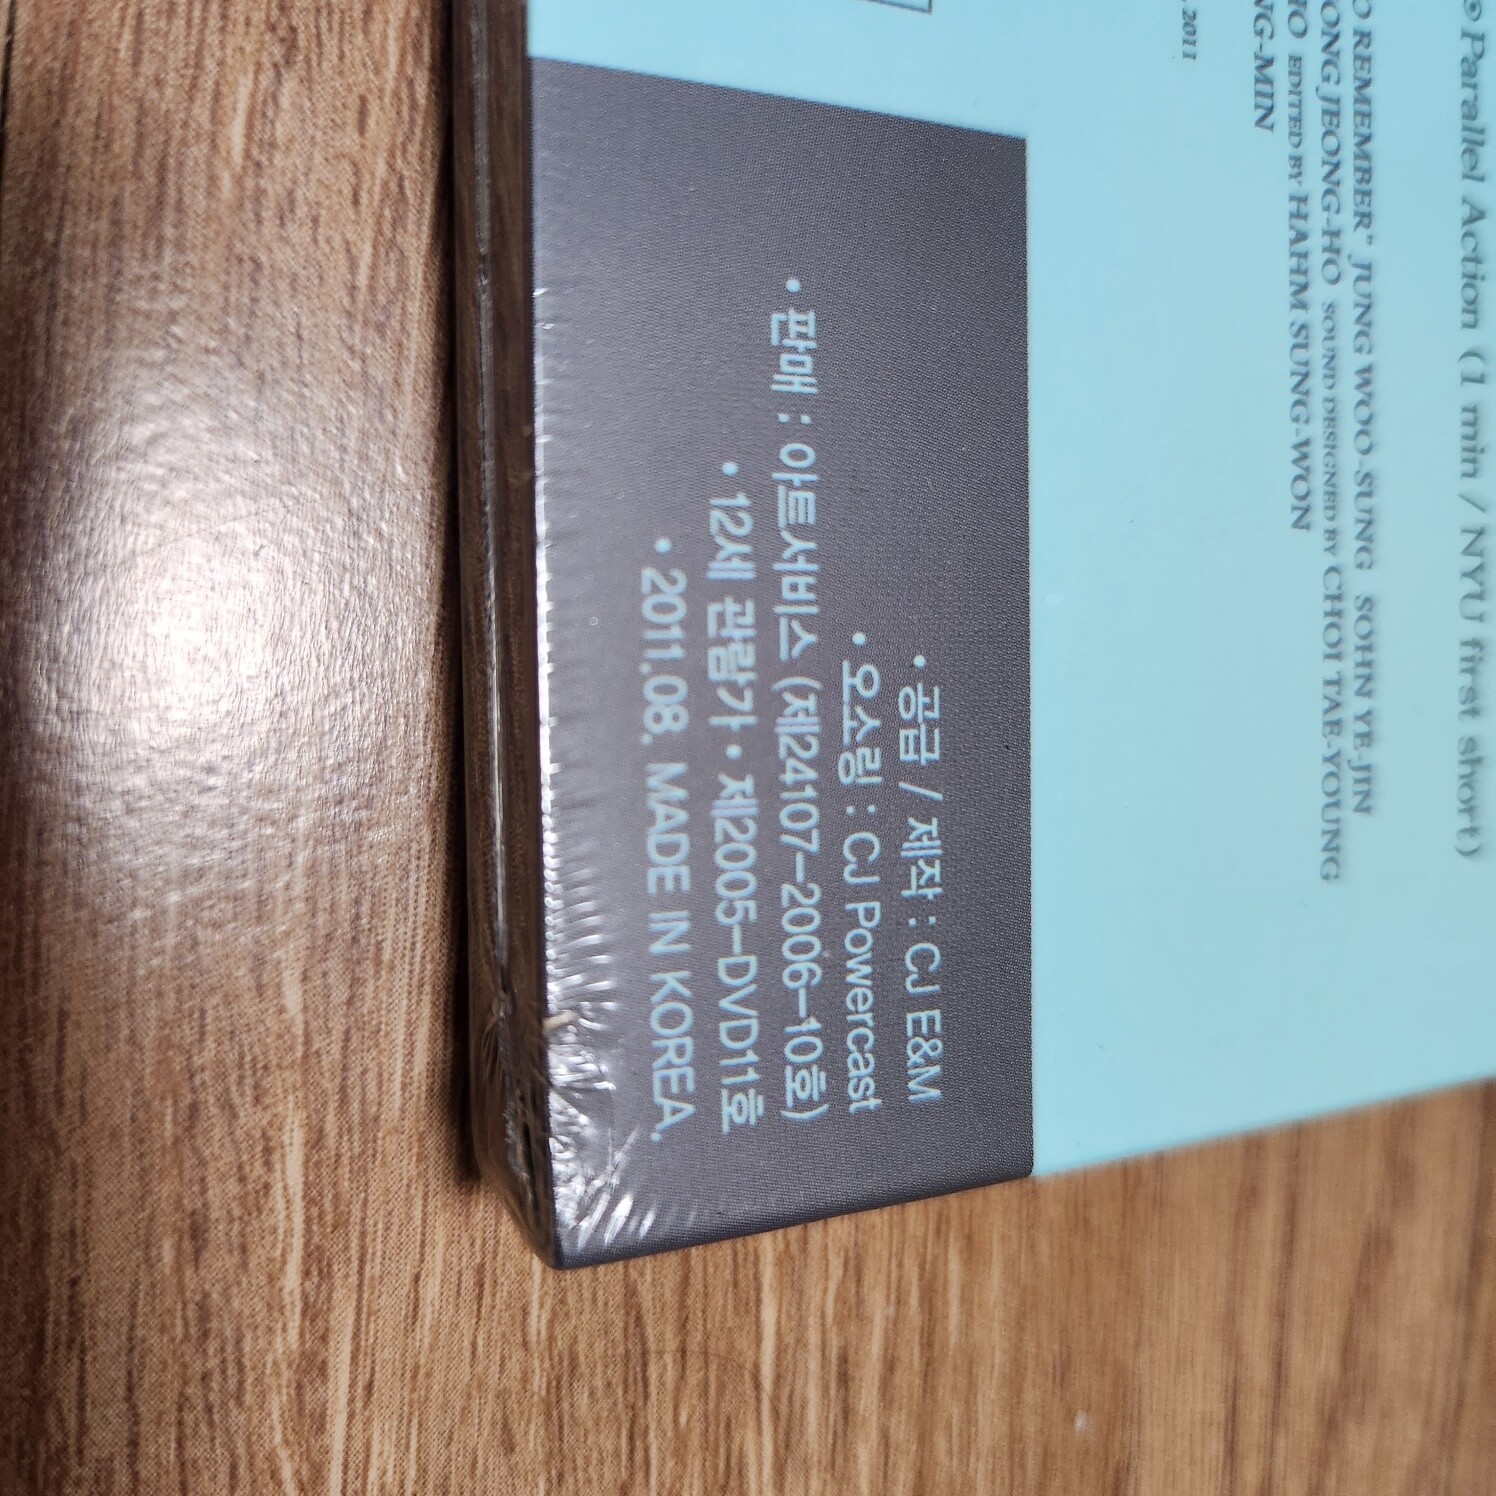 ⊙ Parallel Action (1 min / NYU first short)
REMEMBER" JUNG WOO-SUNG SOHN YE-JIN
JEONG-HO SOUND DESIGNED BY CHOI TAE-YOUNG
EDITED BY HAHM SUNG-WON
2011
• 공급 / 제작 : CJ E&M
• 오소링 : CJ Powercast
• 판매 : 아트서비스 (제24107-2006-10호)
• 12세 관람가 • 제2005-DVD11호
• 2011.08. MADE IN KOREA.